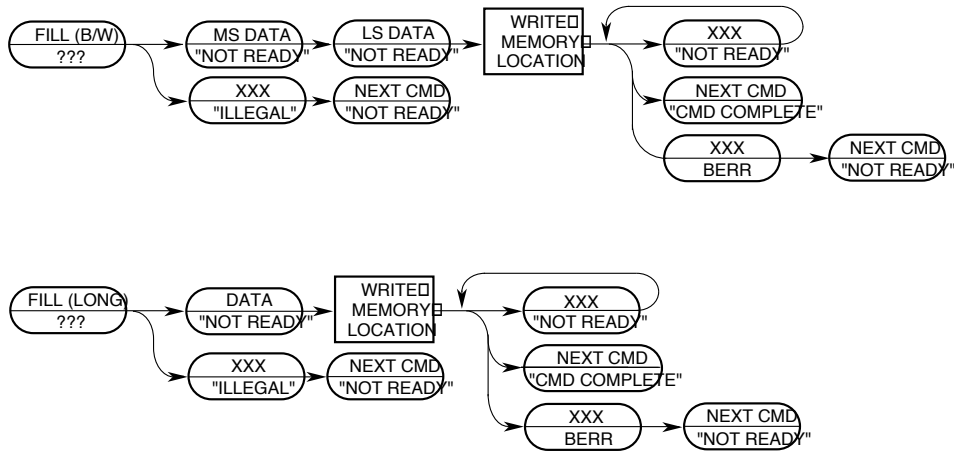 FILL (B/W)
???
MS DATA
"NOT READY"
LS DATA
"NOT READY"
WRITE
MEMORY
LOCATION
XXX
"NOT READY"
XXX
"ILLEGAL"
NEXT CMD
"NOT READY"
NEXT CMD
"CMD COMPLETE"
XXX
BERR
NEXT CMD
"NOT READY"
FILL (LONG)
???
DATA
"NOT READY"
WRITE
MEMORY
LOCATION
XXX
"NOT READY"
XXX
"ILLEGAL"
NEXT CMD
"NOT READY"
NEXT CMD
"CMD COMPLETE"
XXX
BERR
NEXT CMD
"NOT READY"